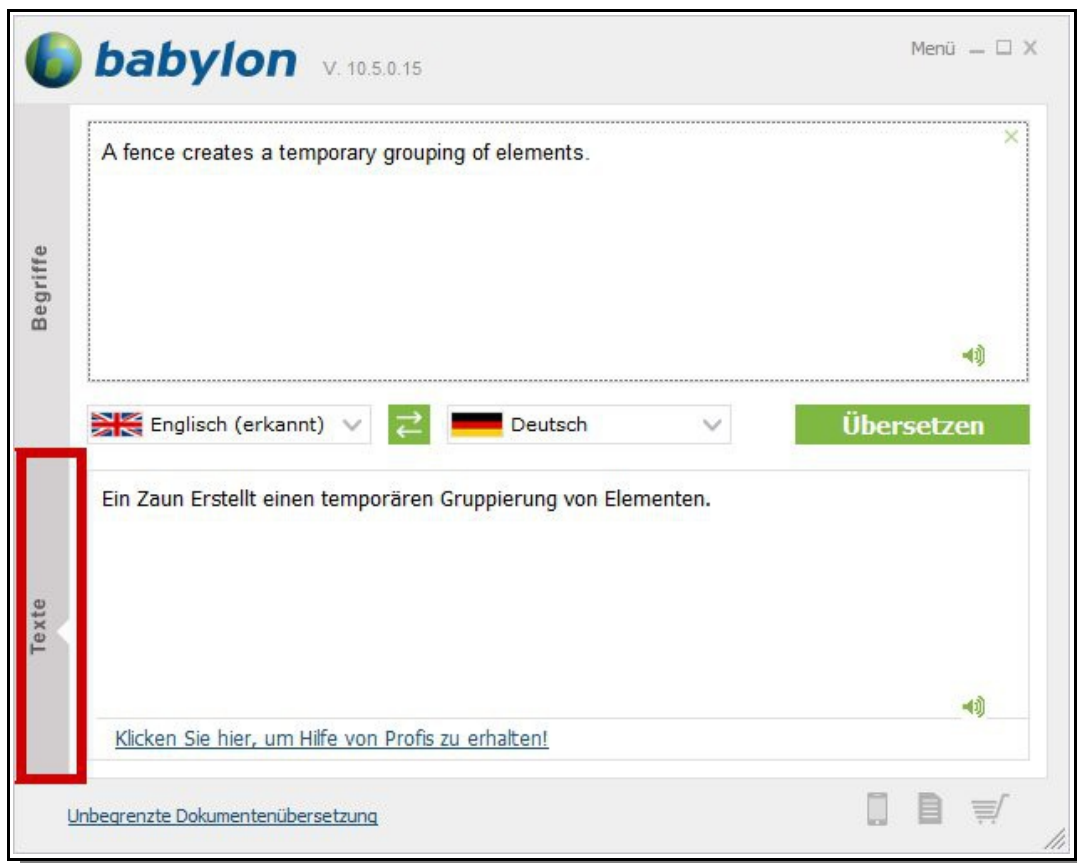 babylon V. 10.5.0.15
Menü
A fence creates a temporary grouping of elements.
Begriffe
Englisch (erkannt)
Deutsch
Übersetzen
Ein Zaun Erstellt einen temporären Gruppierung von Elementen.
Texte
Klicken Sie hier, um Hilfe von Profis zu erhalten!
Unbegrenzte Dokumentenübersetzung